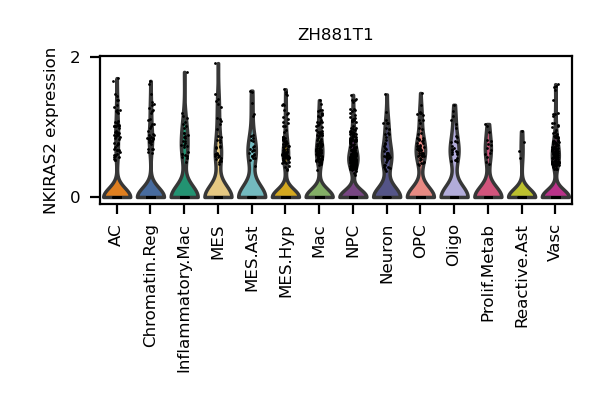 ZH881T1
NKIRAS2 expression
2
0
AC
Chromatin.Reg
Inflammatory.Mac
MES
MES.Ast
MES.Hyp
Mac
NPC
Neuron
OPC
Oligo
Prolif.Metab
Reactive.Ast
Vasc